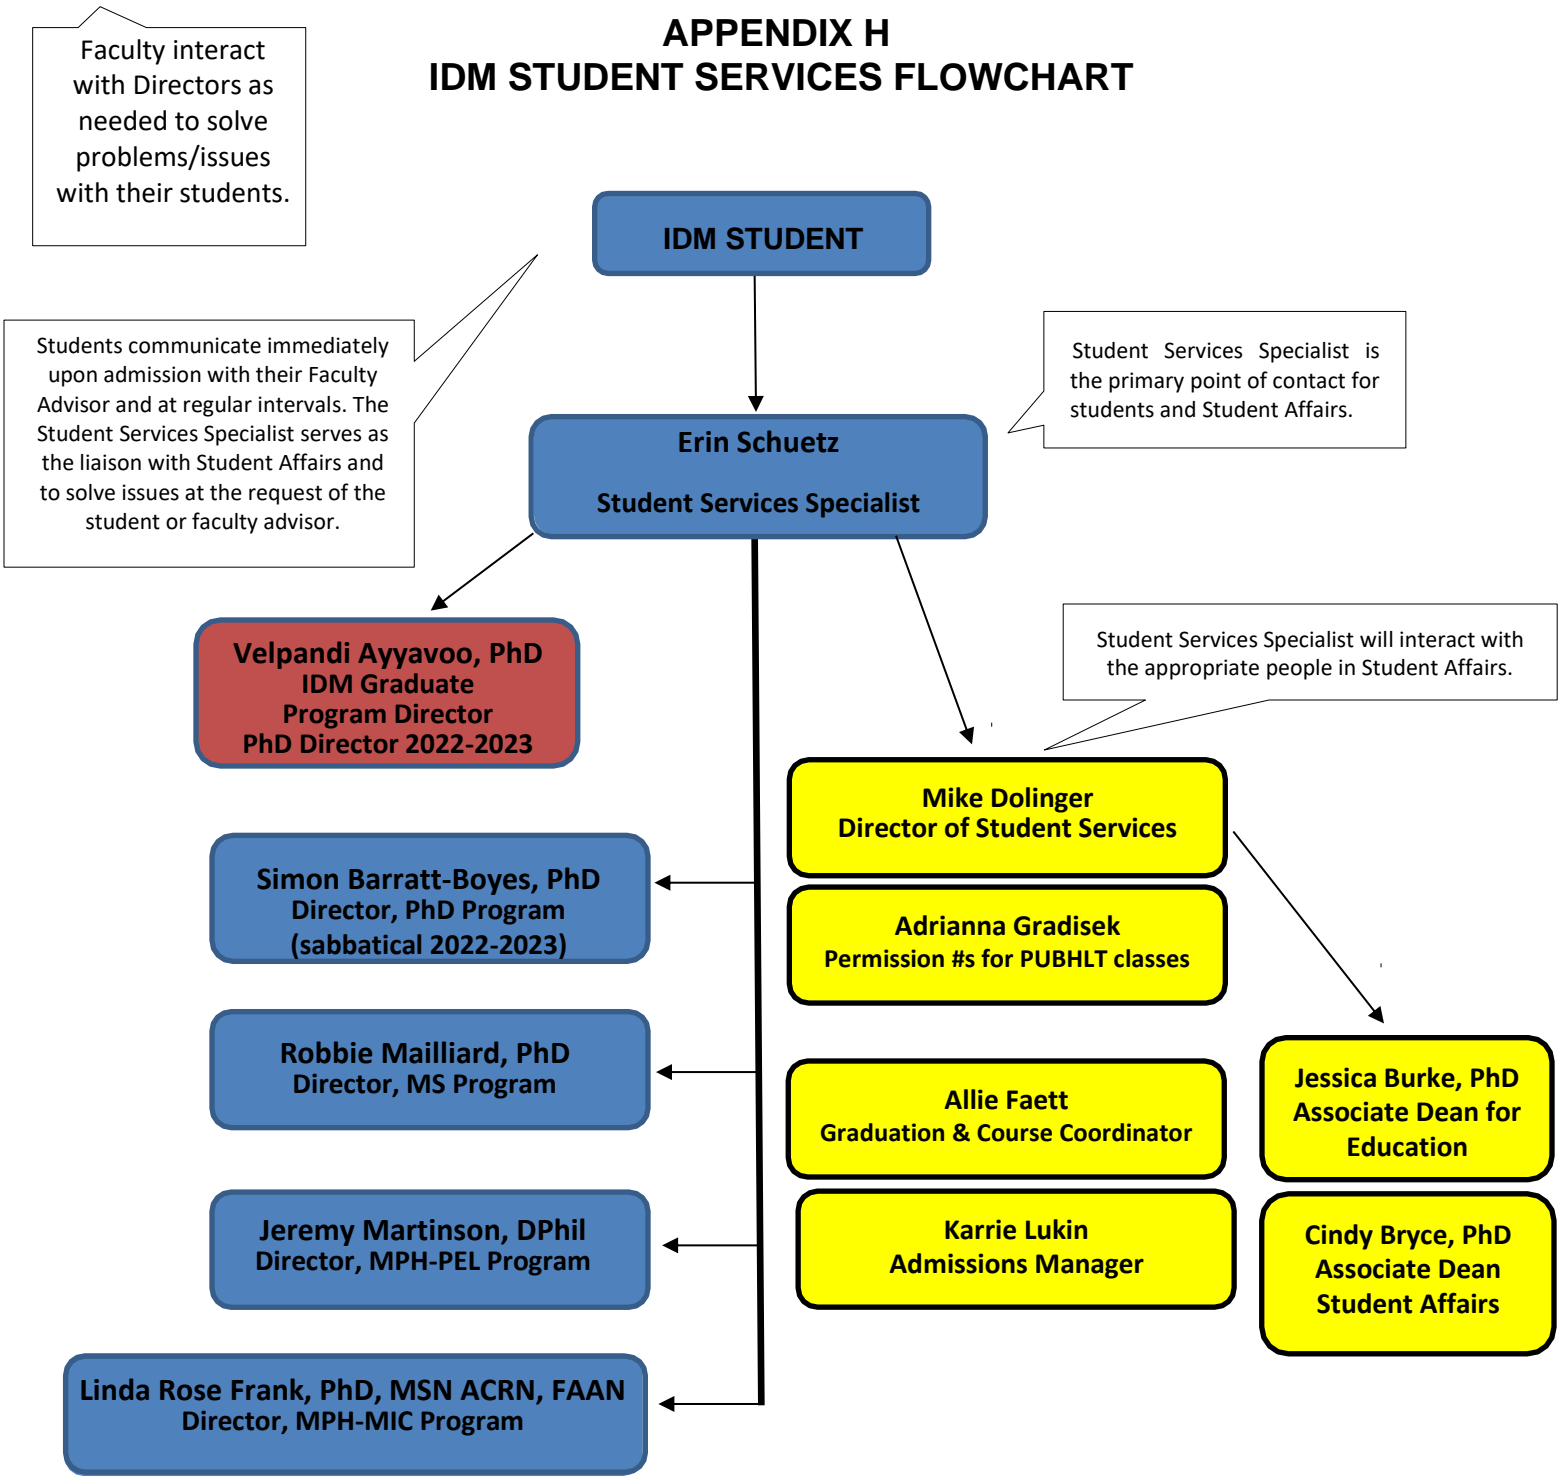 APPENDIX H
IDM STUDENT SERVICES FLOWCHART
Faculty interact
with Directors as
needed to solve
problems/issues
with their students.
IDM STUDENT
Students communicate immediately
upon admission with their Faculty
Advisor and at regular intervals. The
Student Services Specialist serves as
the liaison with Student Affairs and
to solve issues at the request of the
student or faculty advisor.
Student Services Specialist is
the primary point of contact for
students and Student Affairs.
Erin Schuetz
Student Services Specialist
Velpandi Ayyavoo, PhD
IDM Graduate
Program Director
PhD Director 2022-2023
Student Services Specialist will interact with
the appropriate people in Student Affairs.
Mike Dolinger
Director of Student Services
Simon Barratt-Boyes, PhD
Director, PhD Program
(sabbatical 2022-2023)
Adrianna Gradisek
Permission #s for PUBHLT classes
Robbie Mailliard, PhD
Director, MS Program
Allie Faett
Graduation & Course Coordinator
Jessica Burke, PhD
Associate Dean for
Education
Jeremy Martinson, DPhil
Director, MPH-PEL Program
Karrie Lukin
Admissions Manager
Cindy Bryce, PhD
Associate Dean
Student Affairs
Linda Rose Frank, PhD, MSN ACRN, FAAN
Director, MPH-MIC Program